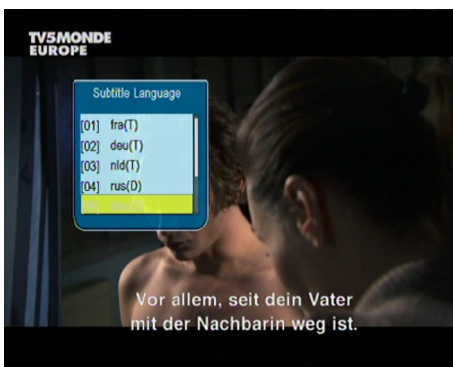 TV5MONDE
EUROPE
Subtitle Language
[01] fra(T)
[02] deu(T)
[03] nld(T)
[04] rus(D)
Vor allem, seit dein Vater
mit der Nachbarin weg ist.